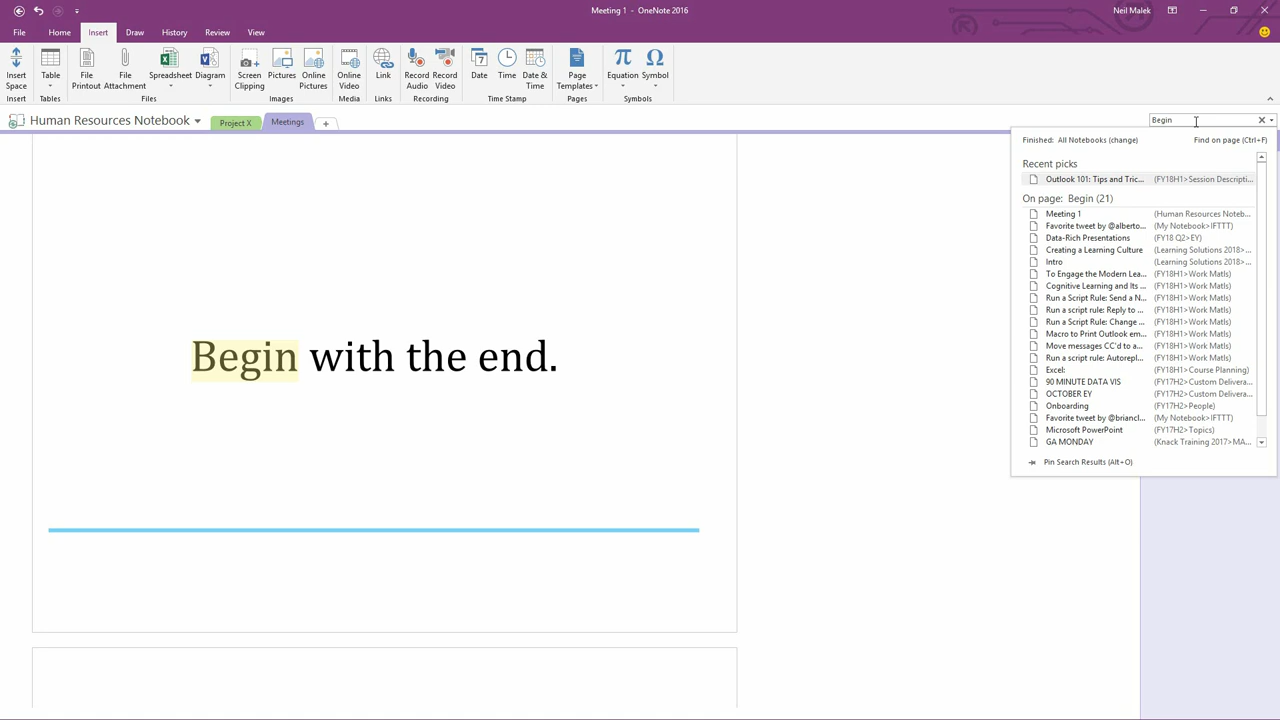 Meeting 1 - OneNote 2016
Neil Malek
File Home Insert Draw History Review View
Insert Space Table File Printout File Attachment Spreadsheet Diagram Screen Clipping Pictures Online Pictures Online Video Link Record Audio Record Video Date Time Date & Time Page Templates Equation Symbol
Insert Tables Files Images Media Links Recording Time Stamp Pages Symbols
Human Resources Notebook Project X Meetings
Begin
Finished: All Notebooks (change) Find on page (Ctrl+F)
Recent picks
Outlook 101: Tips and Tric... (FY18H1>Session Descripti...
On page: Begin (21)
Meeting 1 (Human Resources Noteb...
Favorite tweet by @alberto... (My Notebook>IFTTT)
Data-Rich Presentations (FY18 Q2>EY)
Creating a Learning Culture (Learning Solutions 2018>...
Intro (Learning Solutions 2018>...
To Engage the Modern Lea... (FY18H1>Work Matls)
Cognitive Learning and Its ... (FY18H1>Work Matls)
Run a Script Rule: Send a N... (FY18H1>Work Matls)
Run a script rule: Reply to ... (FY18H1>Work Matls)
Run a Script Rule: Change ... (FY18H1>Work Matls)
Macro to Print Outlook em... (FY18H1>Work Matls)
Move messages CC'd to a... (FY18H1>Work Matls)
Run a script rule: Autorepl... (FY18H1>Work Matls)
Excel: (FY18H1>Course Planning)
90 MINUTE DATA VIS (FY17H2>Custom Delivera...
OCTOBER EY (FY17H2>Custom Delivera...
Onboarding (FY17H2>People)
Favorite tweet by @briancl... (My Notebook>IFTTT)
Microsoft PowerPoint (FY17H2>Topics)
GA MONDAY (Knack Training 2017>MA...
Pin Search Results (Alt+O)
Begin with the end.